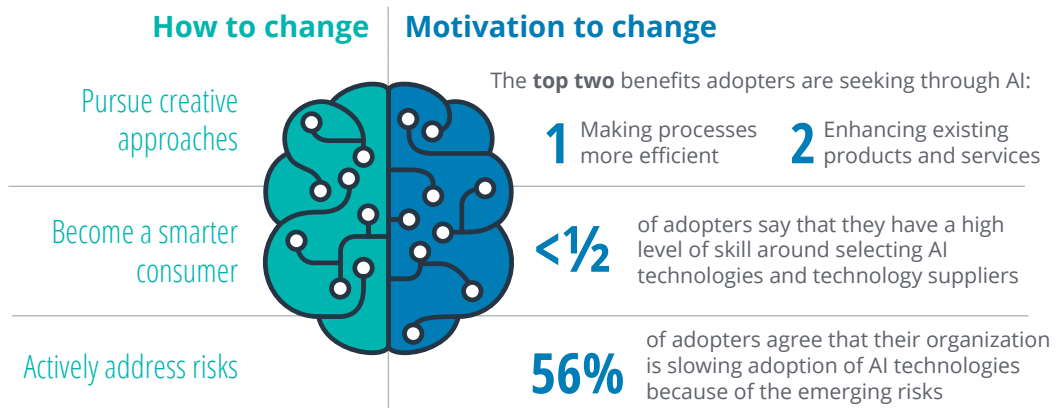 How to change
Motivation to change
Pursue creative
approaches
The top two benefits adopters are seeking through AI:
1 Making processes
more efficient
2 Enhancing existing
products and services
Become a smarter
consumer
<½
of adopters say that they have a high
level of skill around selecting AI
technologies and technology suppliers
Actively address risks
56%
of adopters agree that their organization
is slowing adoption of AI technologies
because of the emerging risks